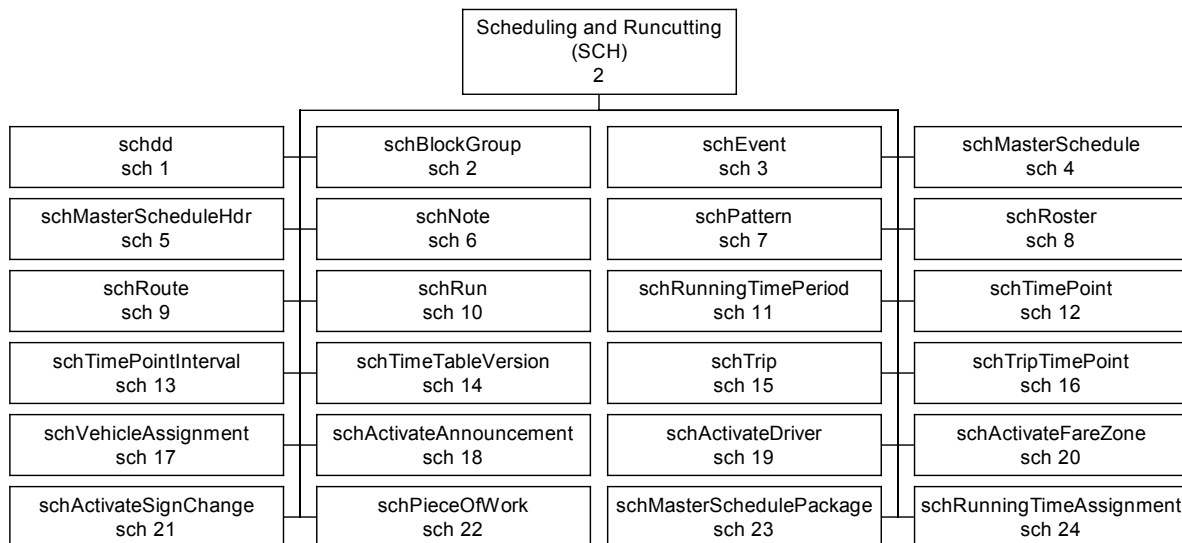 Scheduling and Runcutting
(SCH)
2
schdd
sch 1
schBlockGroup
sch 2
schEvent
sch 3
schMasterSchedule
sch 4
schMasterScheduleHdr
sch 5
schNote
sch 6
schPattern
sch 7
schRoster
sch 8
schRoute
sch 9
schRun
sch 10
schRunningTimePeriod
sch 11
schTimePoint
sch 12
schTimePointInterval
sch 13
schTimeTableVersion
sch 14
schTrip
sch 15
schTripTimePoint
sch 16
schVehicleAssignment
sch 17
schActivateAnnouncement
sch 18
schActivateDriver
sch 19
schActivateFareZone
sch 20
schActivateSignChange
sch 21
schPieceOfWork
sch 22
schMasterSchedulePackage
sch 23
schRunningTimeAssignment
sch 24